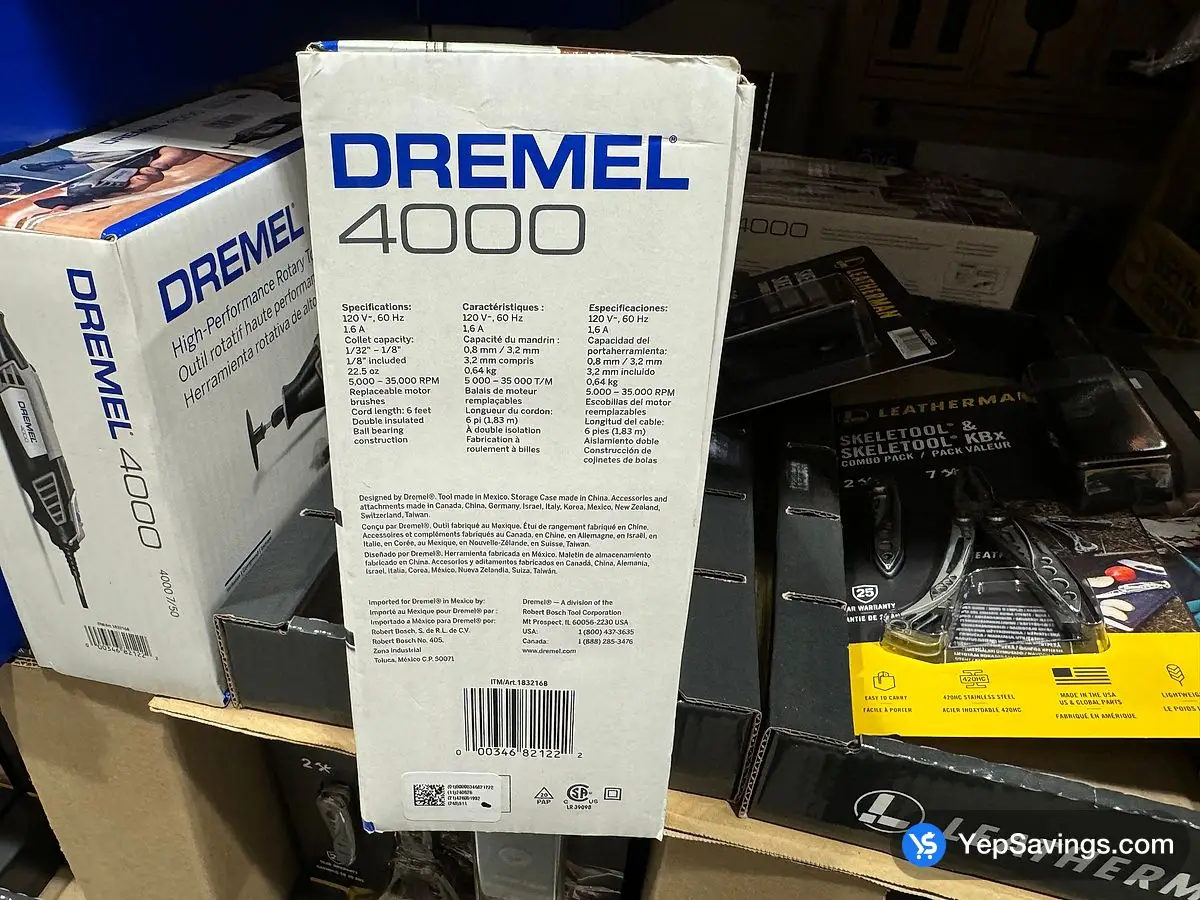 DREMEL®
4000
Specifications:
120 V~, 60 Hz
1.6 A
Collet capacity:
1/32" – 1/8"
1/8" included
22.5 oz
5,000 – 35,000 RPM
Replaceable motor
brushes
Cord length: 6 feet
Double insulated
Ball bearing
construction
Caractéristiques :
120 V~, 60 Hz
1,6 A
Capacité du mandrin :
0,8 mm / 3,2 mm
3,2 mm compris
0,64 kg
5 000 – 35 000 T/M
Balais de moteur
remplaçables
Longueur du cordon:
6 pi (1,83 m)
À double isolation
Fabrication à
roulement à billes
Especificaciones:
120 V~, 60 Hz
1,6 A
Capacidad del
portaherramienta:
0,8 mm / 3,2 mm
3,2 mm incluido
0,64 kg
5.000 – 35.000 RPM
Escobillas del motor
reemplazables
Longitud del cable:
6 pies (1,83 m)
Aislamiento doble
Construcción de
cojinetes de bolas
Designed by Dremel®. Tool made in Mexico. Storage Case made in China. Accessories and
attachments made in Canada, China, Germany, Israel, Italy, Korea, Mexico, New Zealand,
Switzerland, Taiwan.
Conçu par Dremel®. Outil fabriqué au Mexique. Étui de rangement fabriqué en Chine.
Accessoires et compléments fabriqués au Canada, en Chine, en Allemagne, en Israël, en
Italie, en Corée, au Mexique, en Nouvelle-Zélande, en Suisse, Taiwan.
Diseñado por Dremel®. Herramienta fabricada en México. Maletín de almacenamiento
fabricado en China. Accesorios y aditamentos fabricados en Canadá, China, Alemania,
Israel, Italia, Corea, México, Nueva Zelandia, Suiza, Taiwán.
Imported for Dremel® in Mexico by:
Importé au Mexique pour Dremel® par :
Importado a México para Dremel® por:
Robert Bosch, S. de R.L. de C.V.
Robert Bosch No. 405,
Zona Industrial
Toluca, México C.P. 50071
Dremel® — A division of the
Robert Bosch Tool Corporation
Mt Prospect, IL 60056-2230 USA
USA: 1 (800) 437-3635
Canada: 1 (888) 285-3476
www.dremel.com
ITM/Art. 1832168
0 00346 82122 2
PAP
C US
LR 39098
DREMEL
High-Performance Rotary
Outil rotatif haute
Herramienta rotativa de
DREMEL 4000
4000 7/50
DREMEL
ITM/Art. 1832168
0 00346 82122 2
4000
LEATHERMAN
LEATHERMAN
SKELETOOL® &
SKELETOOL® KBx
COMBO PACK / PACK VALEUR
25
WARRANTY
EASY TO CARRY
FACILE À PORTER
420HC
420HC STAINLESS STEEL
ACIER INOXYDABLE 420HC
MADE IN THE USA
US & GLOBAL PARTS
FABRIQUÉ EN AMÉRIQUE
LE POIDS
LEATHERM
YepSavings.com